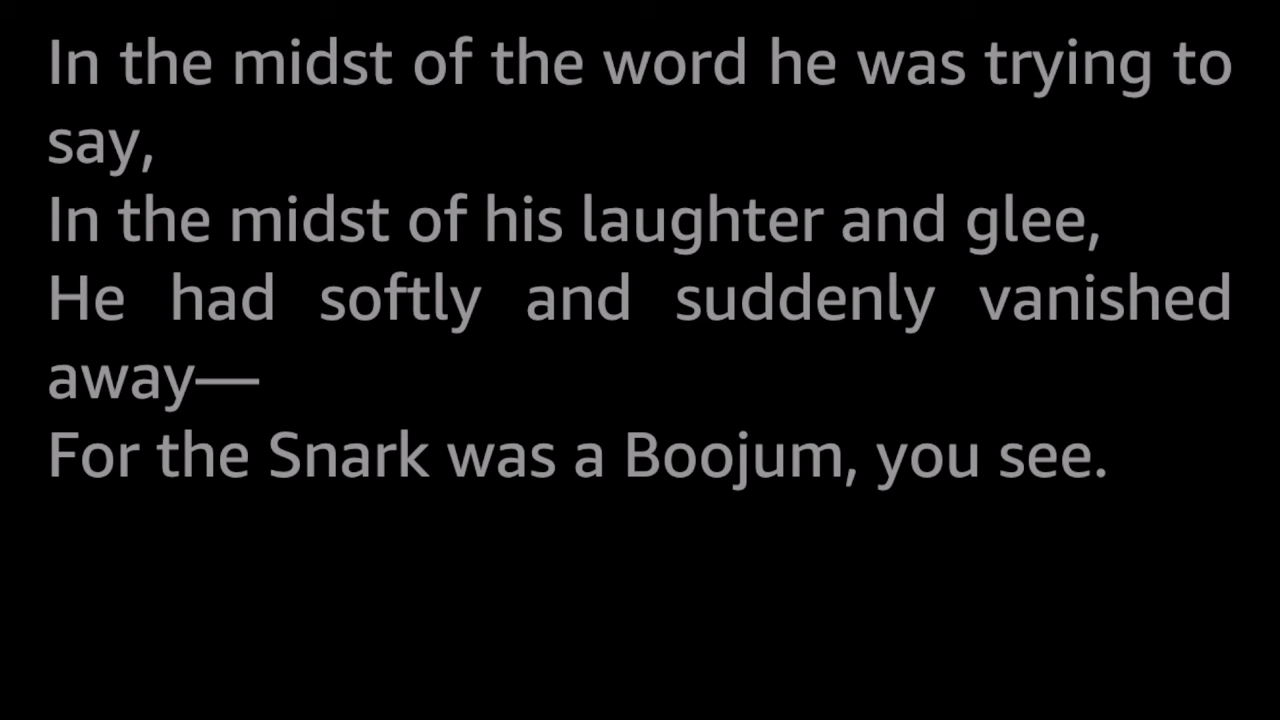 In the midst of the word he was trying to
say,
In the midst of his laughter and glee,
He had softly and suddenly vanished
away—
For the Snark was a Boojum, you see.